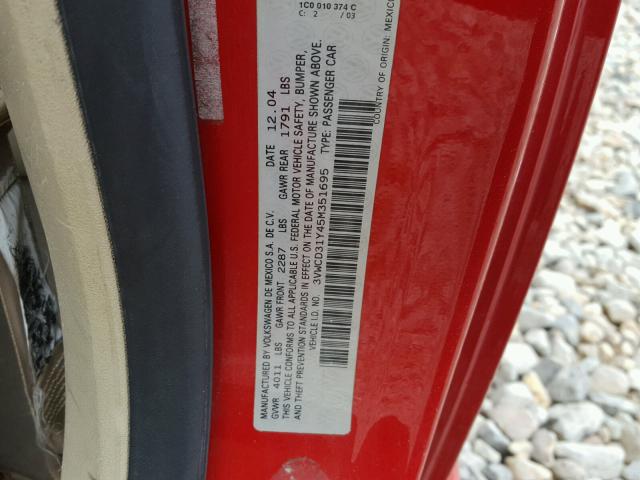 MANUFACTURED BY VOLKSWAGEN DE MEXICO S.A. DE C.V. DATE 12.04
GVWR 4011 LBS GAWR FRONT 2287 LBS GAWR REAR 1791 LBS
THIS VEHICLE CONFORMS TO ALL APPLICABLE U.S. FEDERAL MOTOR VEHICLE SAFETY, BUMPER,
AND THEFT PREVENTION STANDARDS IN EFFECT ON THE DATE OF MANUFACTURE SHOWN ABOVE.
VEHICLE I.D. NO. 3VWCD31Y45M351695 TYPE: PASSENGER CAR
COUNTRY OF ORIGIN: MEXICO
1C0 010 374 C
C: 2 /03